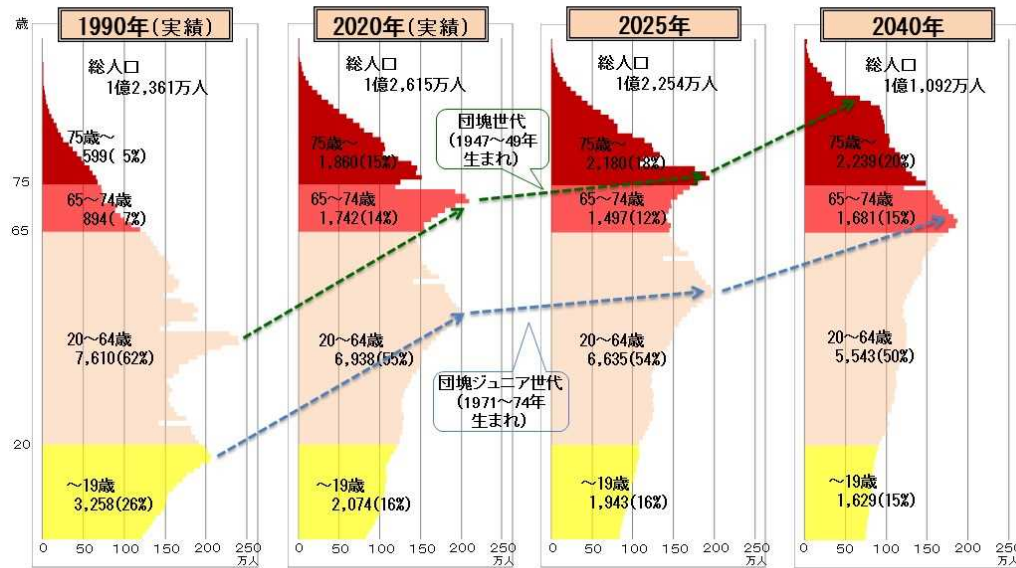 歳
1990年(実績)
総人口
1億2,361万人
75歳~
599( 5%)
65~74歳
894( 7%)
20~64歳
7,610(62%)
~19歳
3,258(26%)
75
65
20
0 50 100 150 200 250
万人
2020年(実績)
総人口
1億2,615万人
75歳~
1,860(15%)
65~74歳
1,742(14%)
20~64歳
6,938(55%)
~19歳
2,074(16%)
0 50 100 150 200 250
万人
団塊世代
(1947~49年
生まれ)
団塊ジュニア世代
(1971~74年
生まれ)
2025年
総人口
1億2,254万人
75歳~
2,180(18%)
65~74歳
1,497(12%)
20~64歳
6,635(54%)
~19歳
1,943(16%)
0 50 100 150 200 250
万人
2040年
総人口
1億1,092万人
75歳~
2,239(20%)
65~74歳
1,681(15%)
20~64歳
5,543(50%)
~19歳
1,629(15%)
0 50 100 150 200 250
万人